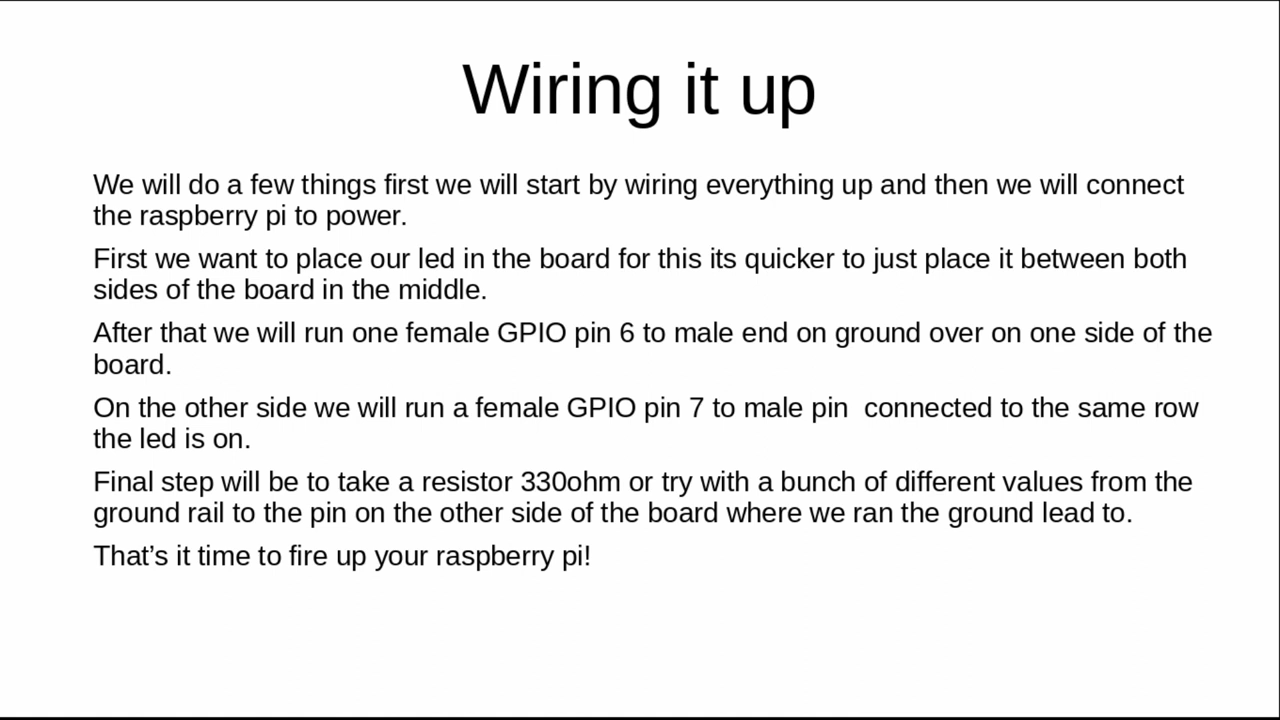 Wiring it up
We will do a few things first we will start by wiring everything up and then we will connect
the raspberry pi to power.
First we want to place our led in the board for this its quicker to just place it between both
sides of the board in the middle.
After that we will run one female GPIO pin 6 to male end on ground over on one side of the
board.
On the other side we will run a female GPIO pin 7 to male pin  connected to the same row
the led is on.
Final step will be to take a resistor 330ohm or try with a bunch of different values from the
ground rail to the pin on the other side of the board where we ran the ground lead to.
That’s it time to fire up your raspberry pi!